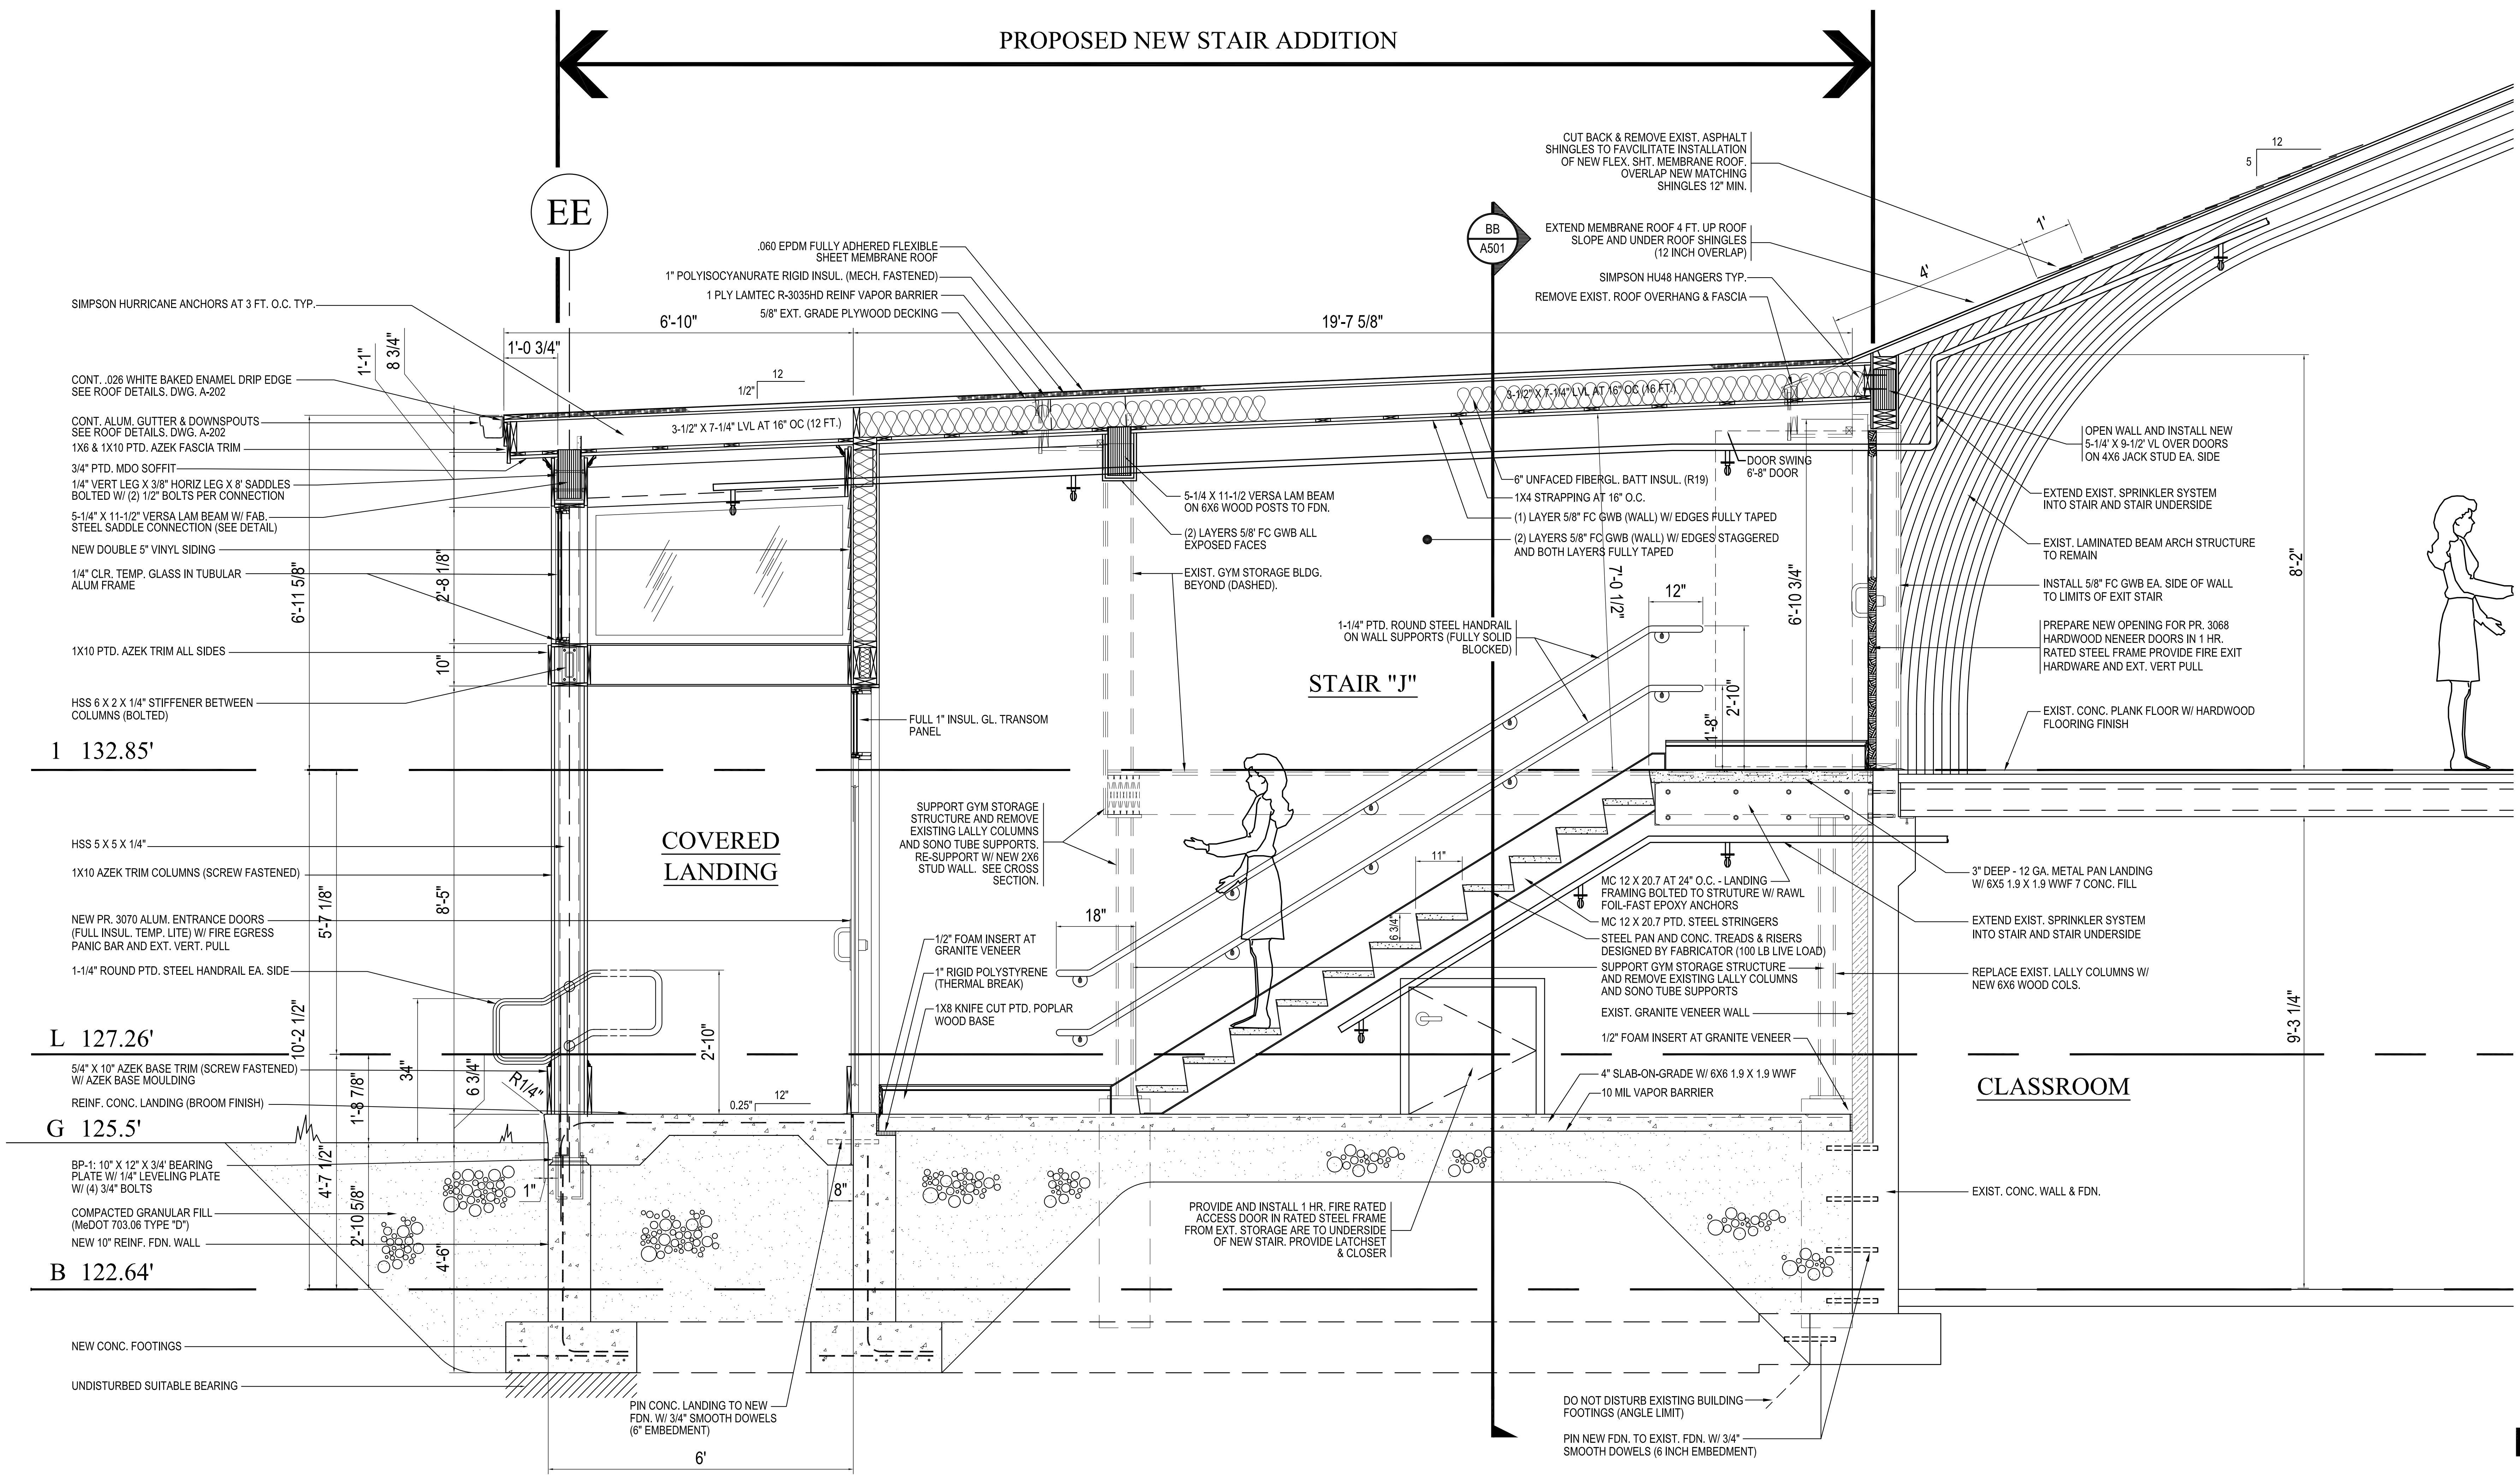 PROPOSED NEW STAIR ADDITION
EE
BB
A501
CUT BACK & REMOVE EXIST. ASPHALT
SHINGLES TO FAVCILITATE INSTALLATION
OF NEW FLEX. SHT. MEMBRANE ROOF.
OVERLAP NEW MATCHING
SHINGLES 12" MIN.
12
5
1'
4'
EXTEND MEMBRANE ROOF 4 FT. UP ROOF
SLOPE AND UNDER ROOF SHINGLES
(12 INCH OVERLAP)
SIMPSON HU48 HANGERS TYP.
REMOVE EXIST. ROOF OVERHANG & FASCIA
.060 EPDM FULLY ADHERED FLEXIBLE
SHEET MEMBRANE ROOF
1" POLYISOCYANURATE RIGID INSUL. (MECH. FASTENED)
1 PLY LAMTEC R-3035HD REINF VAPOR BARRIER
5/8" EXT. GRADE PLYWOOD DECKING
6'-10"
19'-7 5/8"
1'-0 3/4"
1'-1"
8 3/4"
12
1/2"
3-1/2" X 7-1/4" LVL AT 16" OC (12 FT.)
3-1/2" X 7-1/4" LVL AT 16" OC (16 FT.)
SIMPSON HURRICANE ANCHORS AT 3 FT. O.C. TYP.
CONT. .026 WHITE BAKED ENAMEL DRIP EDGE
SEE ROOF DETAILS. DWG. A-202
CONT. ALUM. GUTTER & DOWNSPOUTS
SEE ROOF DETAILS. DWG. A-202
1X6 & 1X10 PTD. AZEK FASCIA TRIM
3/4" PTD. MDO SOFFIT
1/4" VERT LEG X 3/8" HORIZ LEG X 8' SADDLES
BOLTED W/ (2) 1/2" BOLTS PER CONNECTION
5-1/4" X 11-1/2" VERSA LAM BEAM W/ FAB.
STEEL SADDLE CONNECTION (SEE DETAIL)
NEW DOUBLE 5" VINYL SIDING
1/4" CLR. TEMP. GLASS IN TUBULAR
ALUM FRAME
1X10 PTD. AZEK TRIM ALL SIDES
HSS 6 X 2 X 1/4" STIFFENER BETWEEN
COLUMNS (BOLTED)
1 132.85'
HSS 5 X 5 X 1/4"
1X10 AZEK TRIM COLUMNS (SCREW FASTENED)
NEW PR. 3070 ALUM. ENTRANCE DOORS
(FULL INSUL. TEMP. LITE) W/ FIRE EGRESS
PANIC BAR AND EXT. VERT. PULL
1-1/4" ROUND PTD. STEEL HANDRAIL EA. SIDE
L 127.26'
5/4" X 10" AZEK BASE TRIM (SCREW FASTENED)
W/ AZEK BASE MOULDING
REINF. CONC. LANDING (BROOM FINISH)
G 125.5'
BP-1: 10" X 12" X 3/4' BEARING
PLATE W/ 1/4" LEVELING PLATE
W/ (4) 3/4" BOLTS
COMPACTED GRANULAR FILL
(MeDOT 703.06 TYPE "D")
NEW 10" REINF. FDN. WALL
B 122.64'
NEW CONC. FOOTINGS
UNDISTURBED SUITABLE BEARING
6'-11 5/8"
2'-8 1/8"
10"
5'-7 1/8"
8'-5"
10'-2 1/2"
34"
6 3/4"
R1/4"
1'-8 7/8"
4'-7 1/2"
2'-10 5/8"
4'-6"
1"
8"
2'-10"
0.25"
12"
6'
COVERED
LANDING
FULL 1" INSUL. GL. TRANSOM
PANEL
SUPPORT GYM STORAGE
STRUCTURE AND REMOVE
EXISTING LALLY COLUMNS
AND SONO TUBE SUPPORTS.
RE-SUPPORT W/ NEW 2X6
STUD WALL. SEE CROSS
SECTION.
18"
1/2" FOAM INSERT AT
GRANITE VENEER
1" RIGID POLYSTYRENE
(THERMAL BREAK)
1X8 KNIFE CUT PTD. POPLAR
WOOD BASE
PIN CONC. LANDING TO NEW
FDN. W/ 3/4" SMOOTH DOWELS
(6" EMBEDMENT)
5-1/4 X 11-1/2 VERSA LAM BEAM
ON 6X6 WOOD POSTS TO FDN.
(2) LAYERS 5/8' FC GWB ALL
EXPOSED FACES
EXIST. GYM STORAGE BLDG.
BEYOND (DASHED).
DOOR SWING
6'-8" DOOR
6" UNFACED FIBERGL. BATT INSUL. (R19)
1X4 STRAPPING AT 16" O.C.
(1) LAYER 5/8" FC GWB (WALL) W/ EDGES FULLY TAPED
(2) LAYERS 5/8" FC GWB (WALL) W/ EDGES STAGGERED
AND BOTH LAYERS FULLY TAPED
7'-0 1/2"
12"
6'-10 3/4"
1-1/4" PTD. ROUND STEEL HANDRAIL
ON WALL SUPPORTS (FULLY SOLID
BLOCKED)
STAIR "J"
1'-8"
2'-10"
11"
6 3/4"
MC 12 X 20.7 AT 24" O.C. - LANDING
FRAMING BOLTED TO STRUTURE W/ RAWL
FOIL-FAST EPOXY ANCHORS
MC 12 X 20.7 PTD. STEEL STRINGERS
STEEL PAN AND CONC. TREADS & RISERS
DESIGNED BY FABRICATOR (100 LB LIVE LOAD)
SUPPORT GYM STORAGE STRUCTURE
AND REMOVE EXISTING LALLY COLUMNS
AND SONO TUBE SUPPORTS
EXIST. GRANITE VENEER WALL
1/2" FOAM INSERT AT GRANITE VENEER
4" SLAB-ON-GRADE W/ 6X6 1.9 X 1.9 WWF
10 MIL VAPOR BARRIER
PROVIDE AND INSTALL 1 HR. FIRE RATED
ACCESS DOOR IN RATED STEEL FRAME
FROM EXT. STORAGE ARE TO UNDERSIDE
OF NEW STAIR. PROVIDE LATCHSET
& CLOSER
DO NOT DISTURB EXISTING BUILDING
FOOTINGS (ANGLE LIMIT)
PIN NEW FDN. TO EXIST. FDN. W/ 3/4"
SMOOTH DOWELS (6 INCH EMBEDMENT)
OPEN WALL AND INSTALL NEW
5-1/4' X 9-1/2' VL OVER DOORS
ON 4X6 JACK STUD EA. SIDE
EXTEND EXIST. SPRINKLER SYSTEM
INTO STAIR AND STAIR UNDERSIDE
EXIST. LAMINATED BEAM ARCH STRUCTURE
TO REMAIN
INSTALL 5/8" FC GWB EA. SIDE OF WALL
TO LIMITS OF EXIT STAIR
PREPARE NEW OPENING FOR PR. 3068
HARDWOOD NENEER DOORS IN 1 HR.
RATED STEEL FRAME PROVIDE FIRE EXIT
HARDWARE AND EXT. VERT PULL
EXIST. CONC. PLANK FLOOR W/ HARDWOOD
FLOORING FINISH
8'-2"
3" DEEP - 12 GA. METAL PAN LANDING
W/ 6X5 1.9 X 1.9 WWF 7 CONC. FILL
EXTEND EXIST. SPRINKLER SYSTEM
INTO STAIR AND STAIR UNDERSIDE
REPLACE EXIST. LALLY COLUMNS W/
NEW 6X6 WOOD COLS.
9'-3 1/4"
CLASSROOM
EXIST. CONC. WALL & FDN.